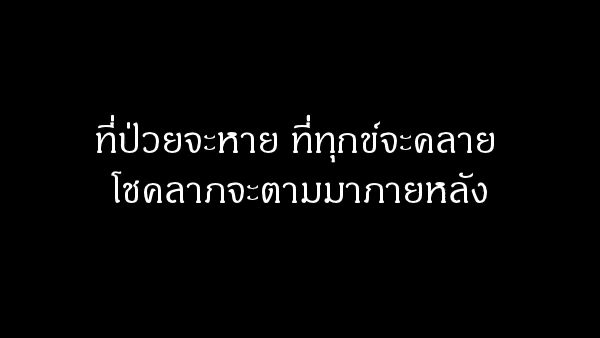 ที่ป่วยจะหาย ที่ทุกข์จะคลาย
โชคลาภจะตามมาภายหลัง